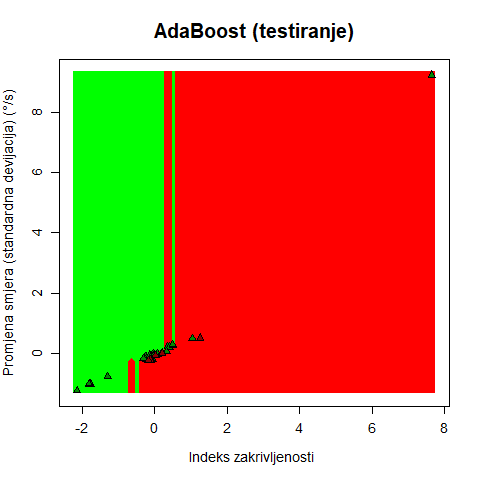 AdaBoost (testiranje)
Promjena smjera (standardna devijacija) (°/s)
8
6
4
2
0
-2 0 2 4 6 8
Indeks zakrivljenosti